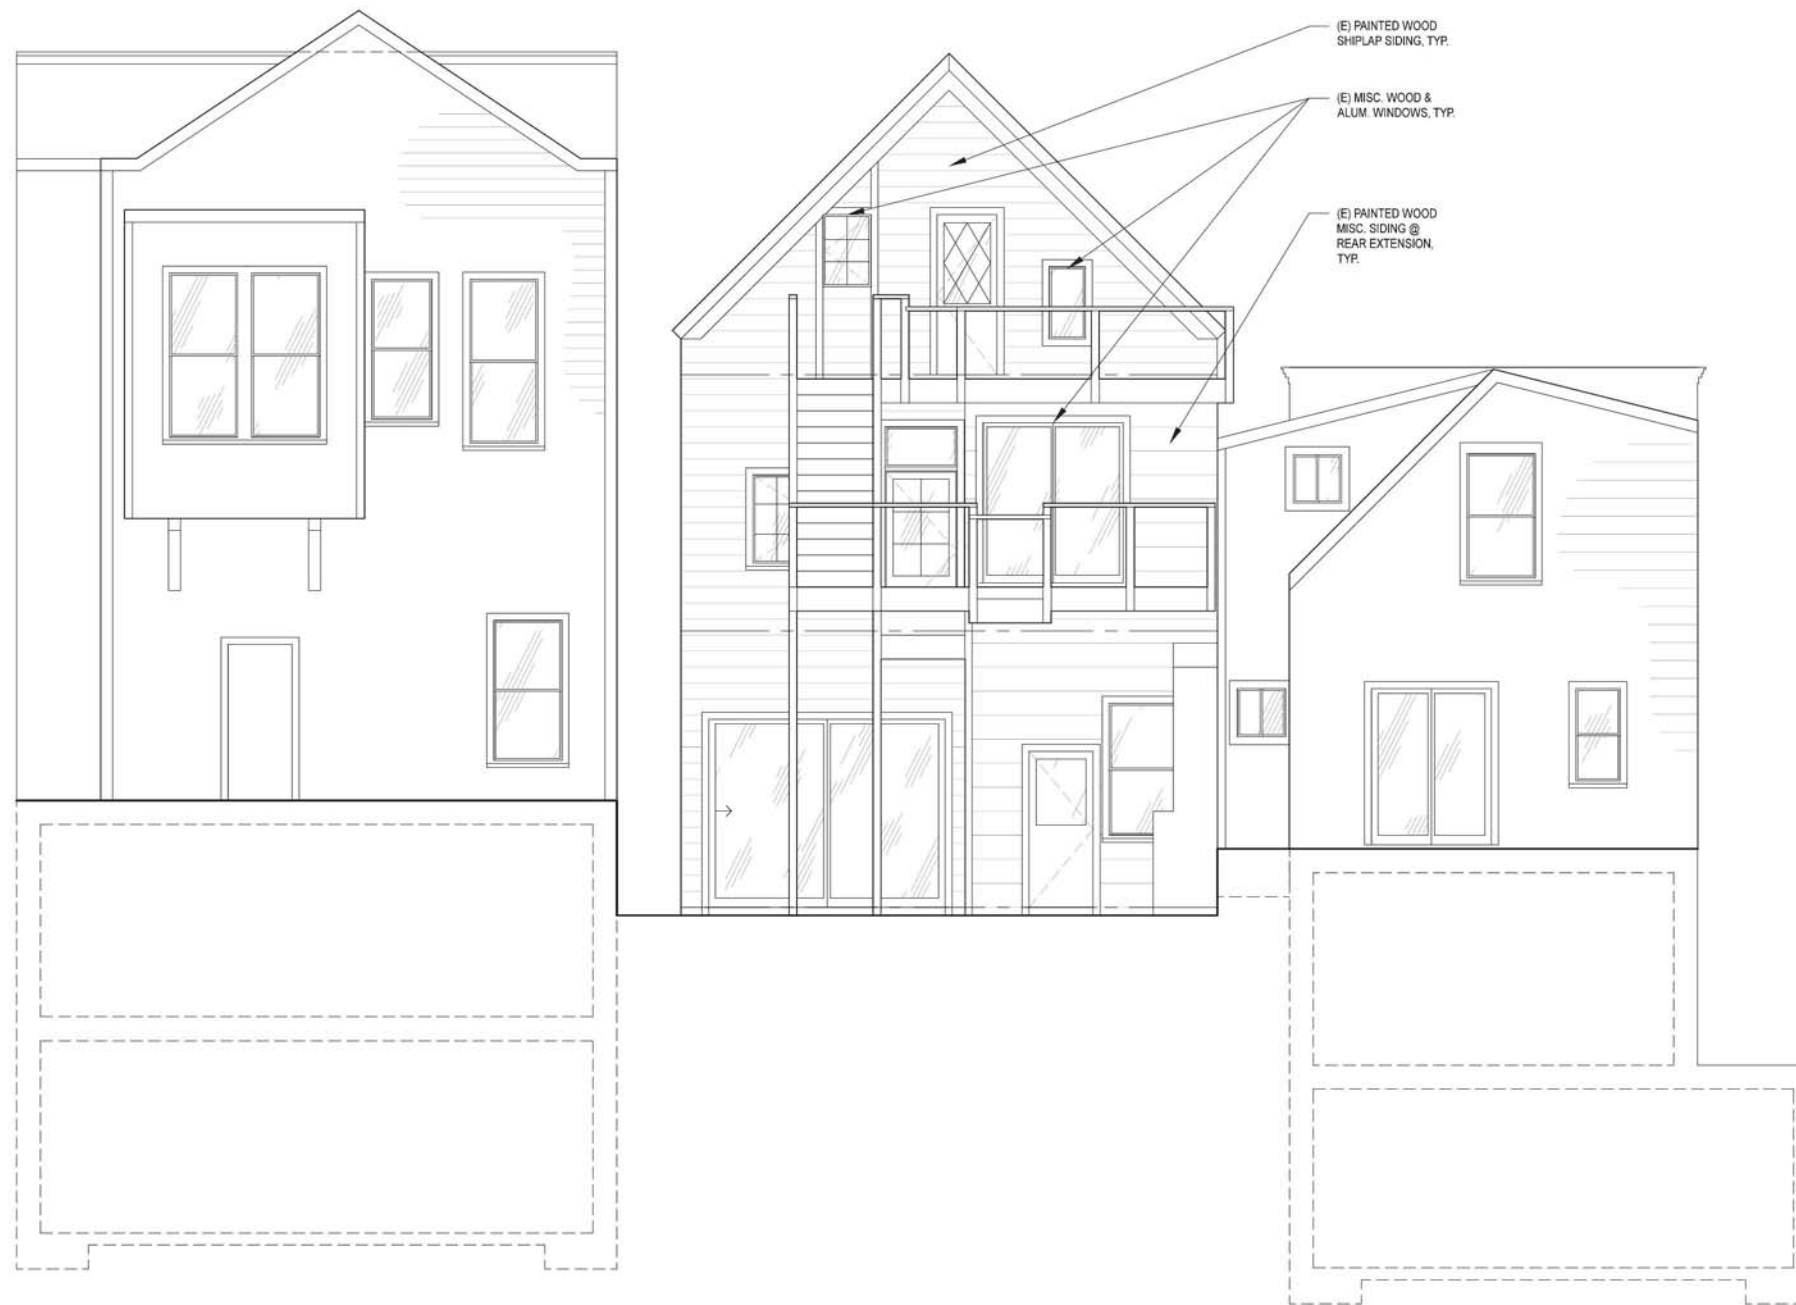 (E) PAINTED WOOD
SHIPLAP SIDING, TYP.
(E) MISC. WOOD &
ALUM. WINDOWS, TYP.
(E) PAINTED WOOD
MISC. SIDING @
REAR EXTENSION,
TYP.